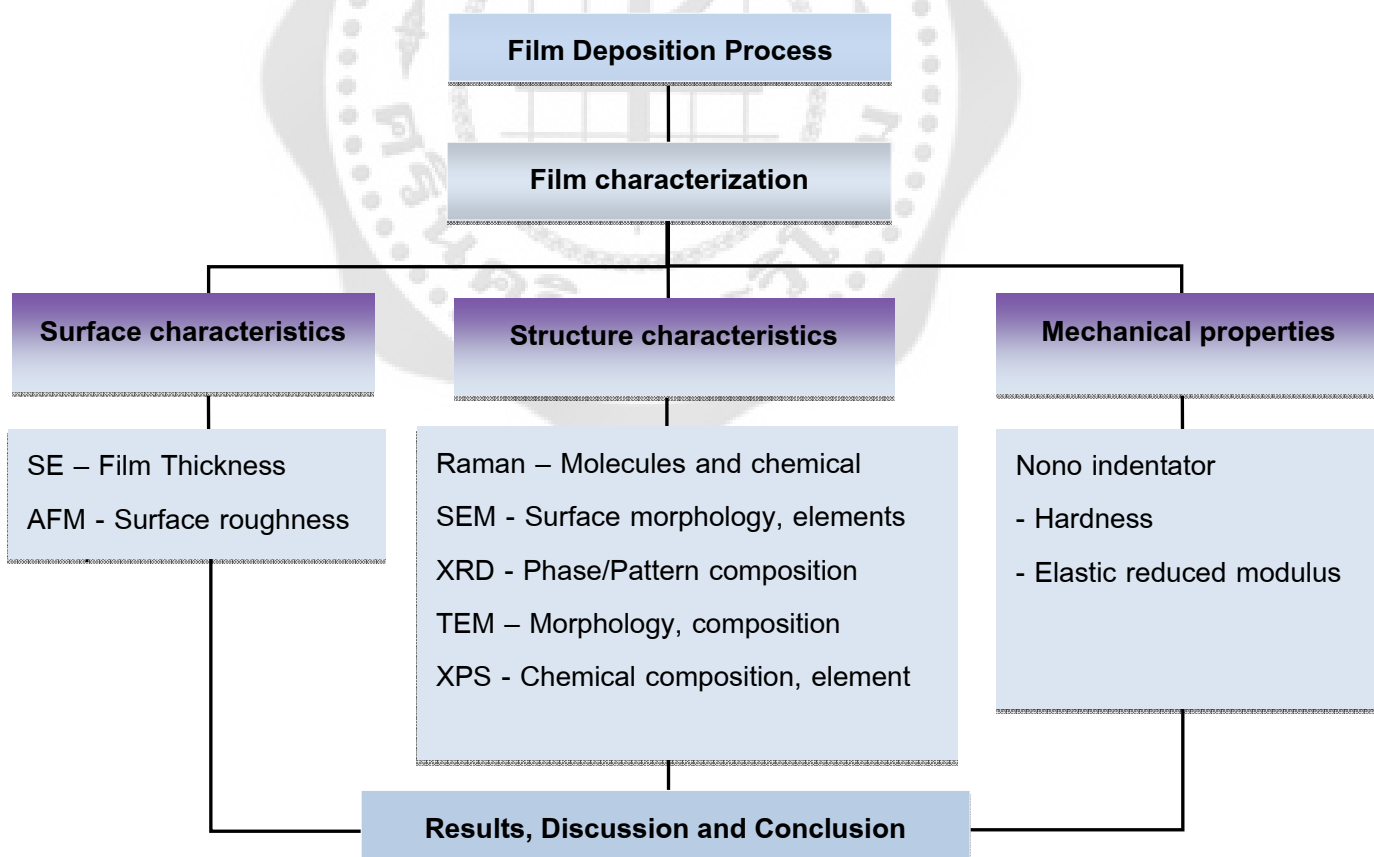 Film Deposition Process
Film characterization
Surface characteristics
SE – Film Thickness
AFM - Surface roughness
Structure characteristics
Raman – Molecules and chemical
SEM - Surface morphology, elements
XRD - Phase/Pattern composition
TEM – Morphology, composition
XPS - Chemical composition, element
Mechanical properties
Nono indentator
- Hardness
- Elastic reduced modulus
Results, Discussion and Conclusion